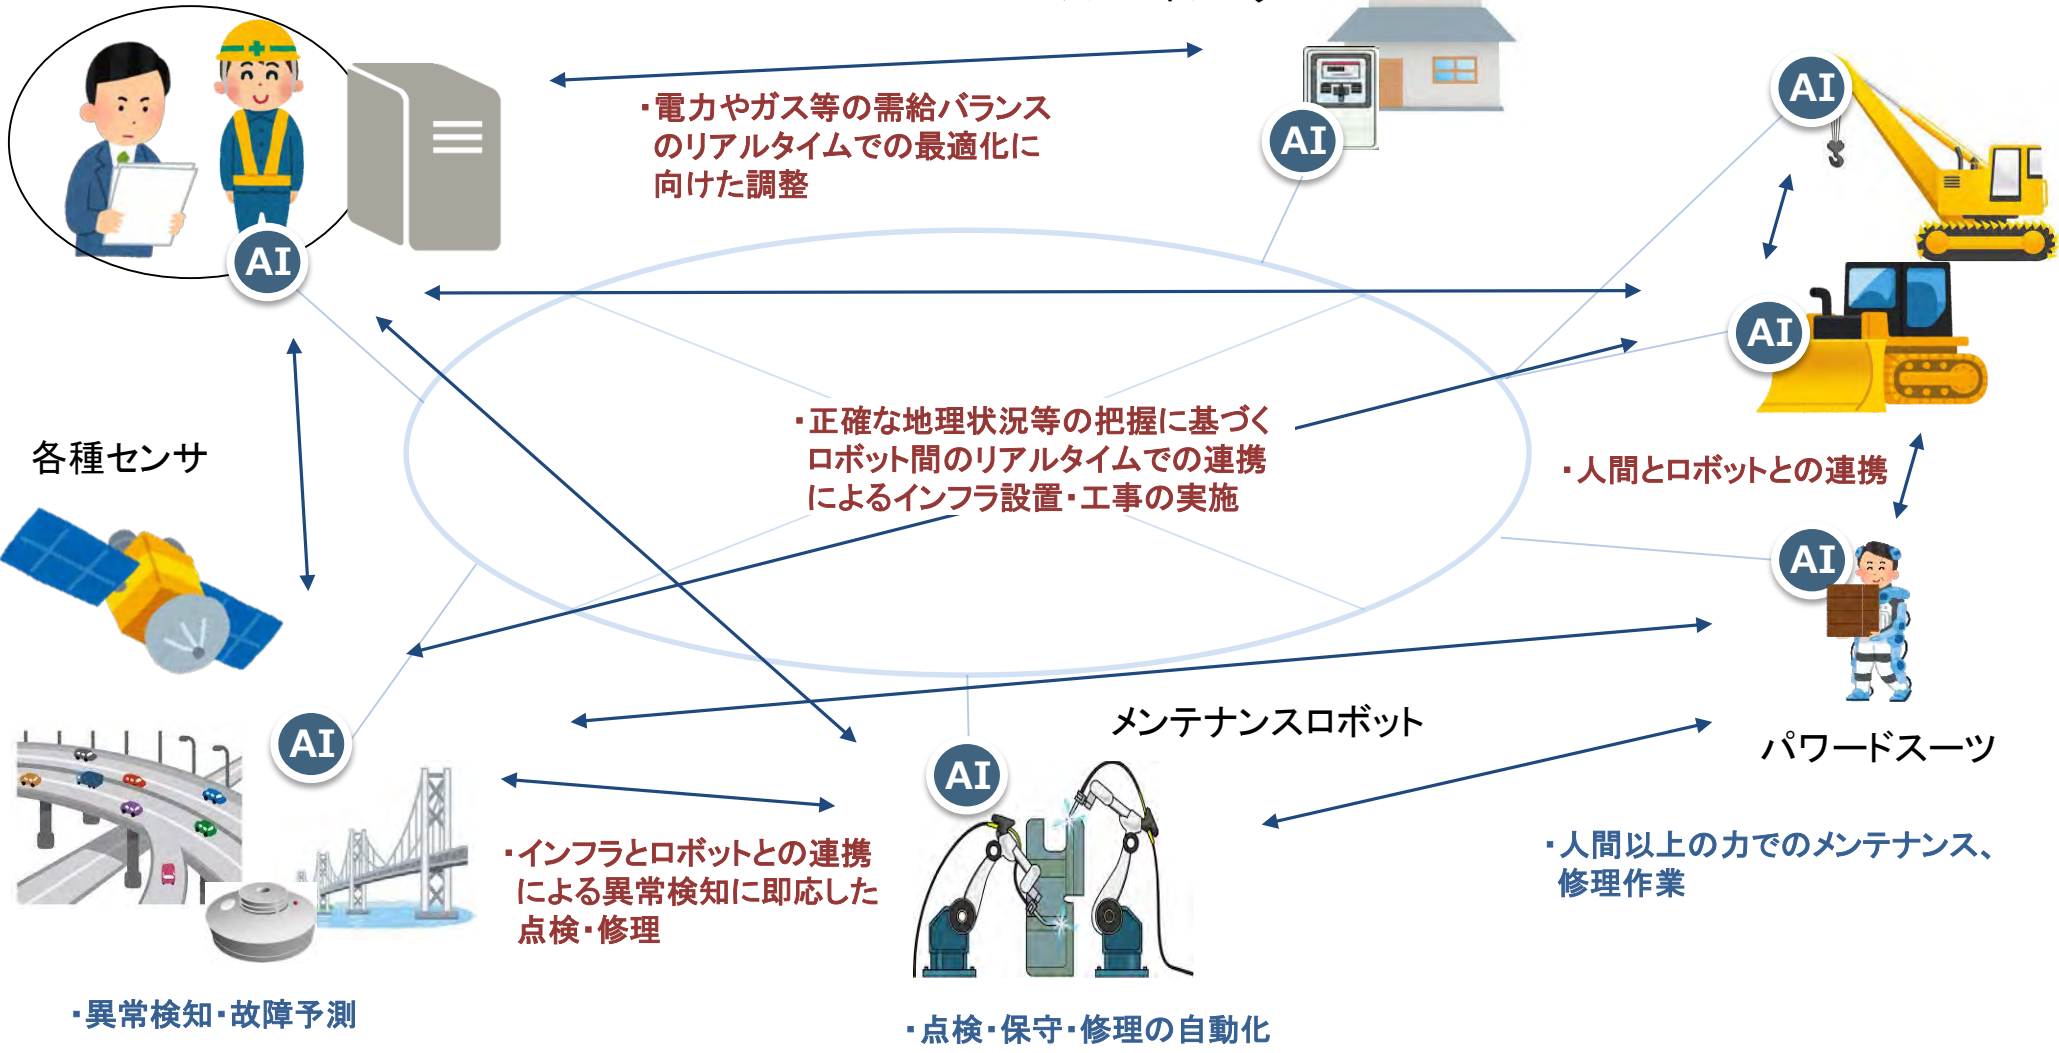 AI
AI
・電力やガス等の需給バランス
のリアルタイムでの最適化に
向けた調整
AI
AI
AI
・正確な地理状況等の把握に基づく
ロボット間のリアルタイムでの連携
によるインフラ設置・工事の実施
各種センサ
・人間とロボットとの連携
AI
メンテナンスロボット
パワードスーツ
AI
AI
・インフラとロボットとの連携
による異常検知に即応した
点検・修理
・人間以上の力でのメンテナンス、
修理作業
・異常検知・故障予測
・点検・保守・修理の自動化